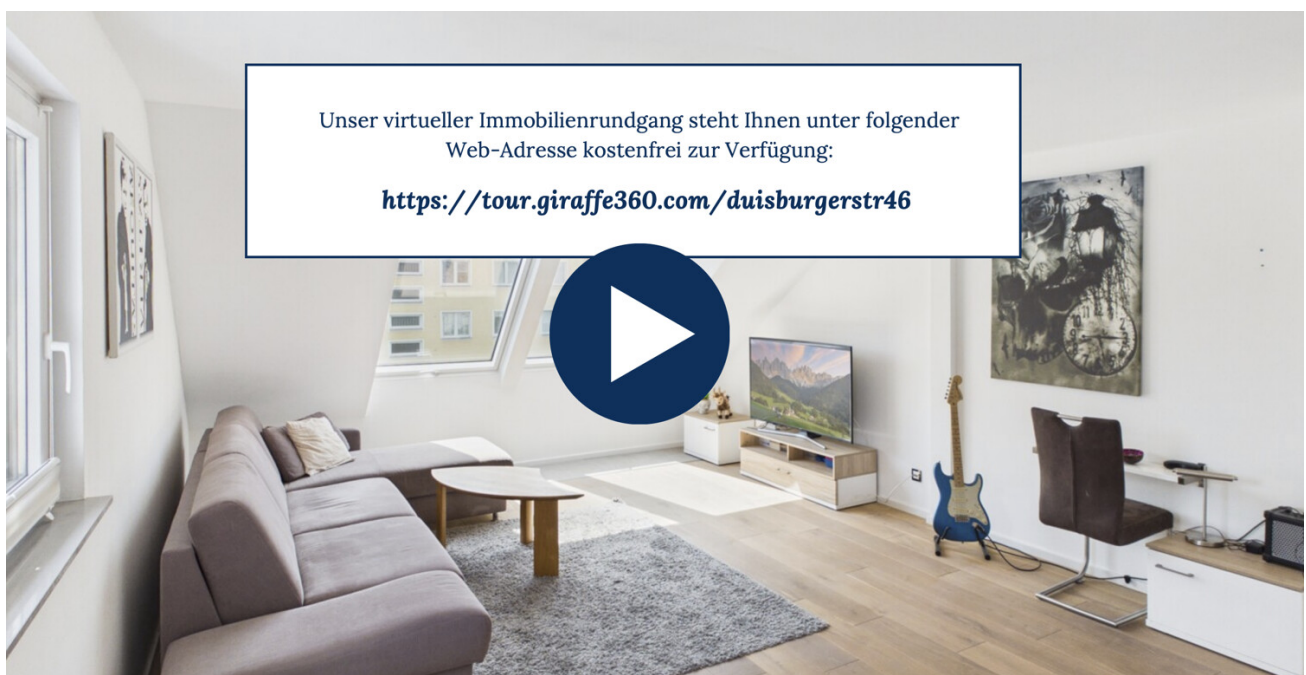 Unser virtueller Immobilienrundgang steht Ihnen unter folgender
Web-Adresse kostenfrei zur Verfügung:
https://tour.giraffe360.com/duisburgerstr46